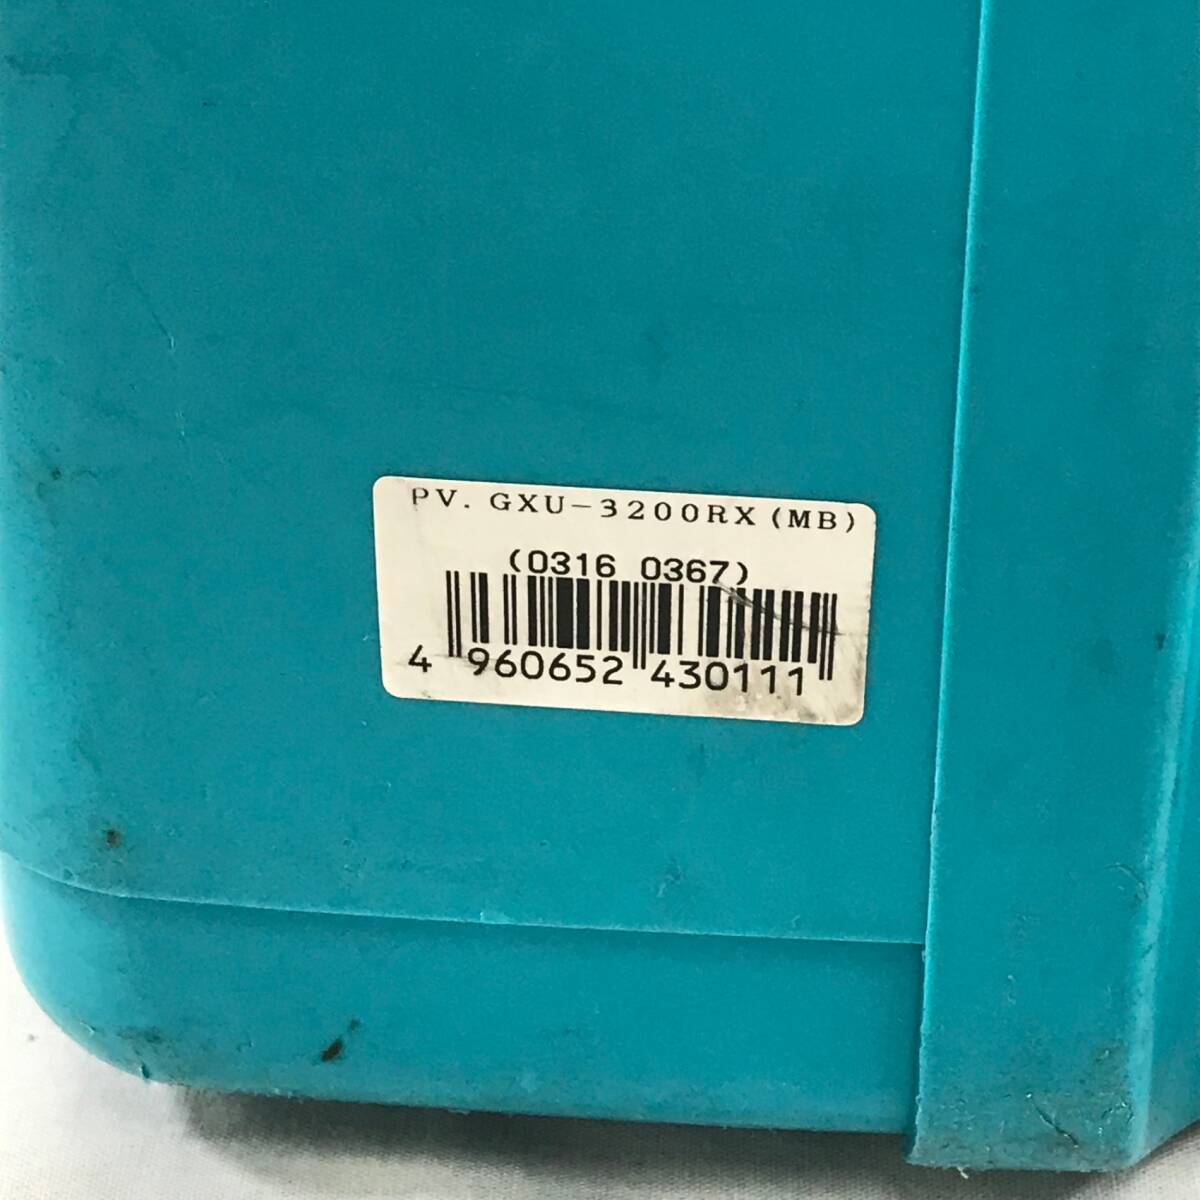 PV. GXU-3200RX (MB)
(0316 0367)
4 960652 430111